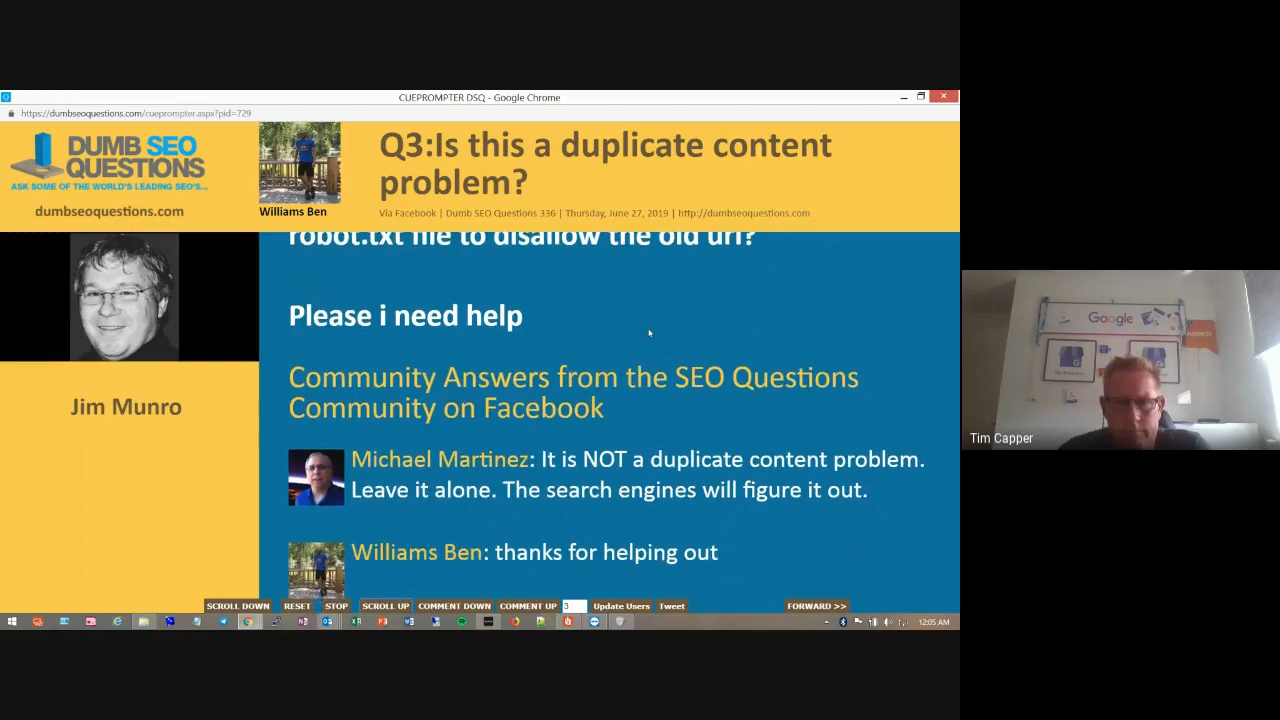 CUEPROMPTER DSQ - Google Chrome
https://dumbseoquestions.com/cueprompter.aspx?pid=729
DUMB SEO
QUESTIONS
ASK SOME OF THE WORLD'S LEADING SEO'S...
dumbseoquestions.com
Williams Ben
Q3:Is this a duplicate content
problem?
Via Facebook | Dumb SEO Questions 336 | Thursday, June 27, 2019 | http://dumbseoquestions.com
robot.txt file to disallow the old url?
Please i need help
Community Answers from the SEO Questions
Community on Facebook
Jim Munro
Michael Martinez: It is NOT a duplicate content problem.
Leave it alone. The search engines will figure it out.
Williams Ben: thanks for helping out
SCROLL DOWN RESET STOP SCROLL UP COMMENT DOWN COMMENT UP 3 Update Users Tweet FORWARD >>
12:05 AM
Google
Tim Capper